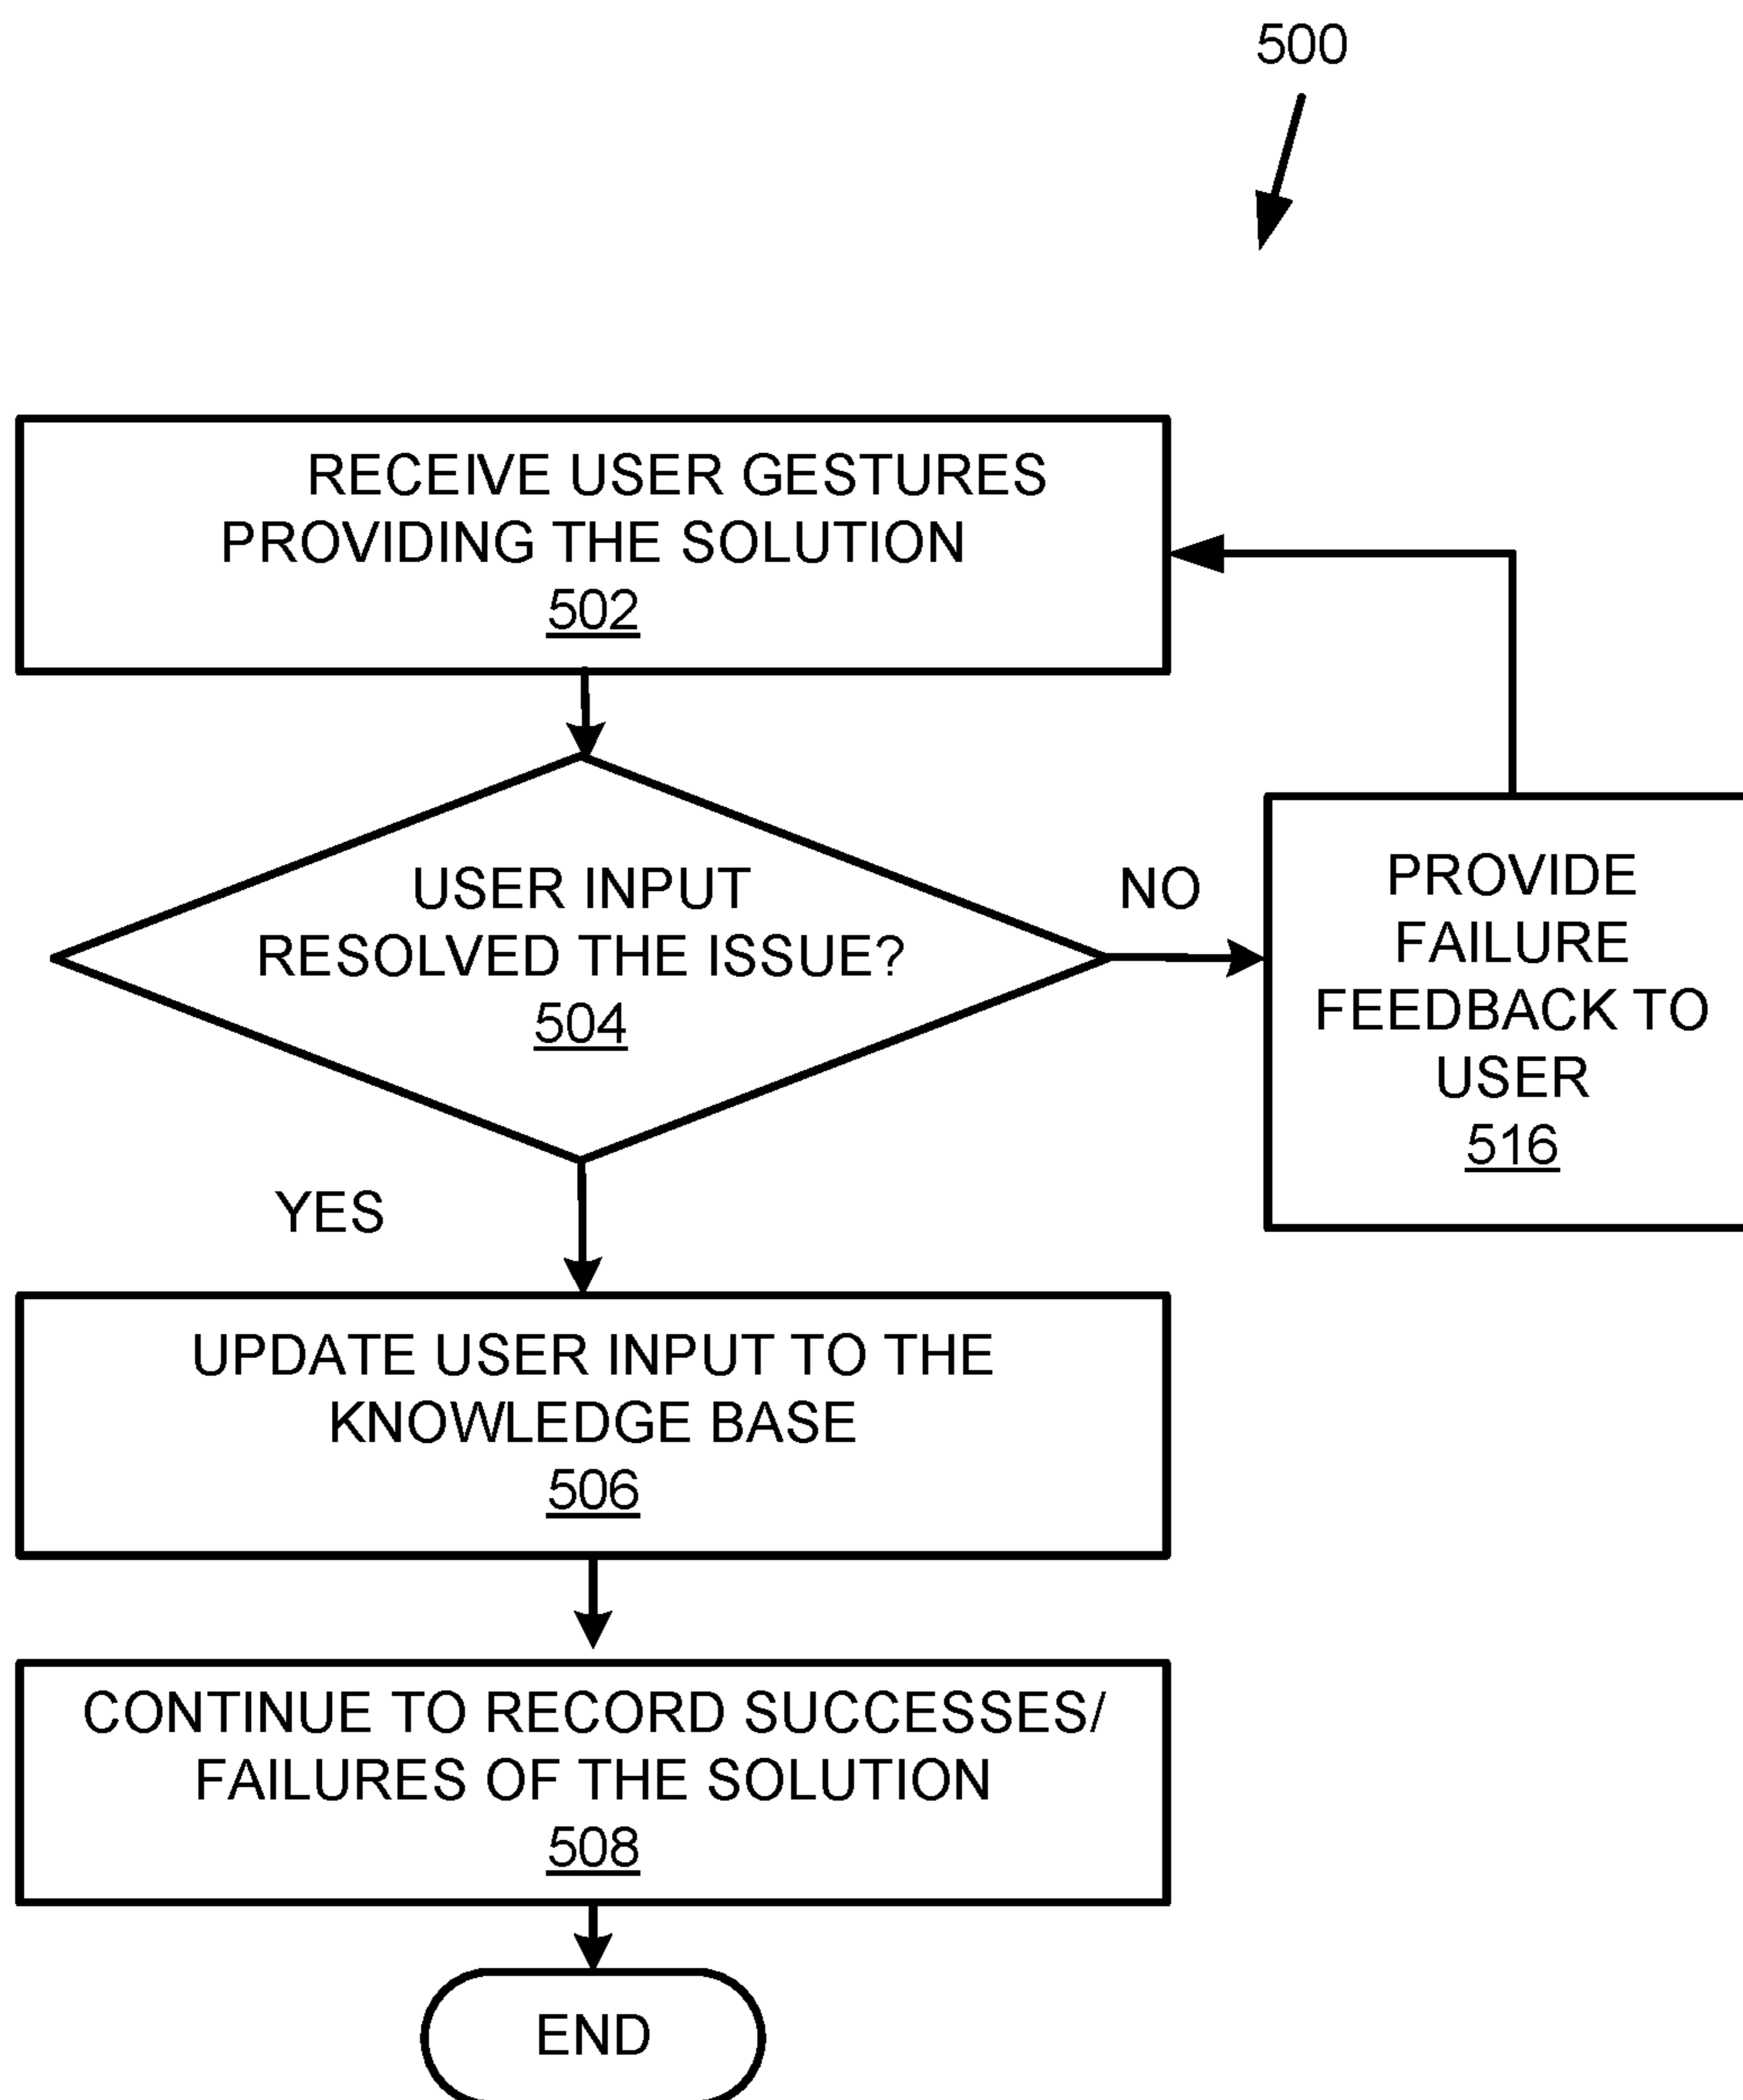 500
RECEIVE USER GESTURES
PROVIDING THE SOLUTION
502
USER INPUT
RESOLVED THE ISSUE?
504
NO
PROVIDE
FAILURE
FEEDBACK TO
USER
516
YES
UPDATE USER INPUT TO THE
KNOWLEDGE BASE
506
CONTINUE TO RECORD SUCCESSES/
FAILURES OF THE SOLUTION
508
END